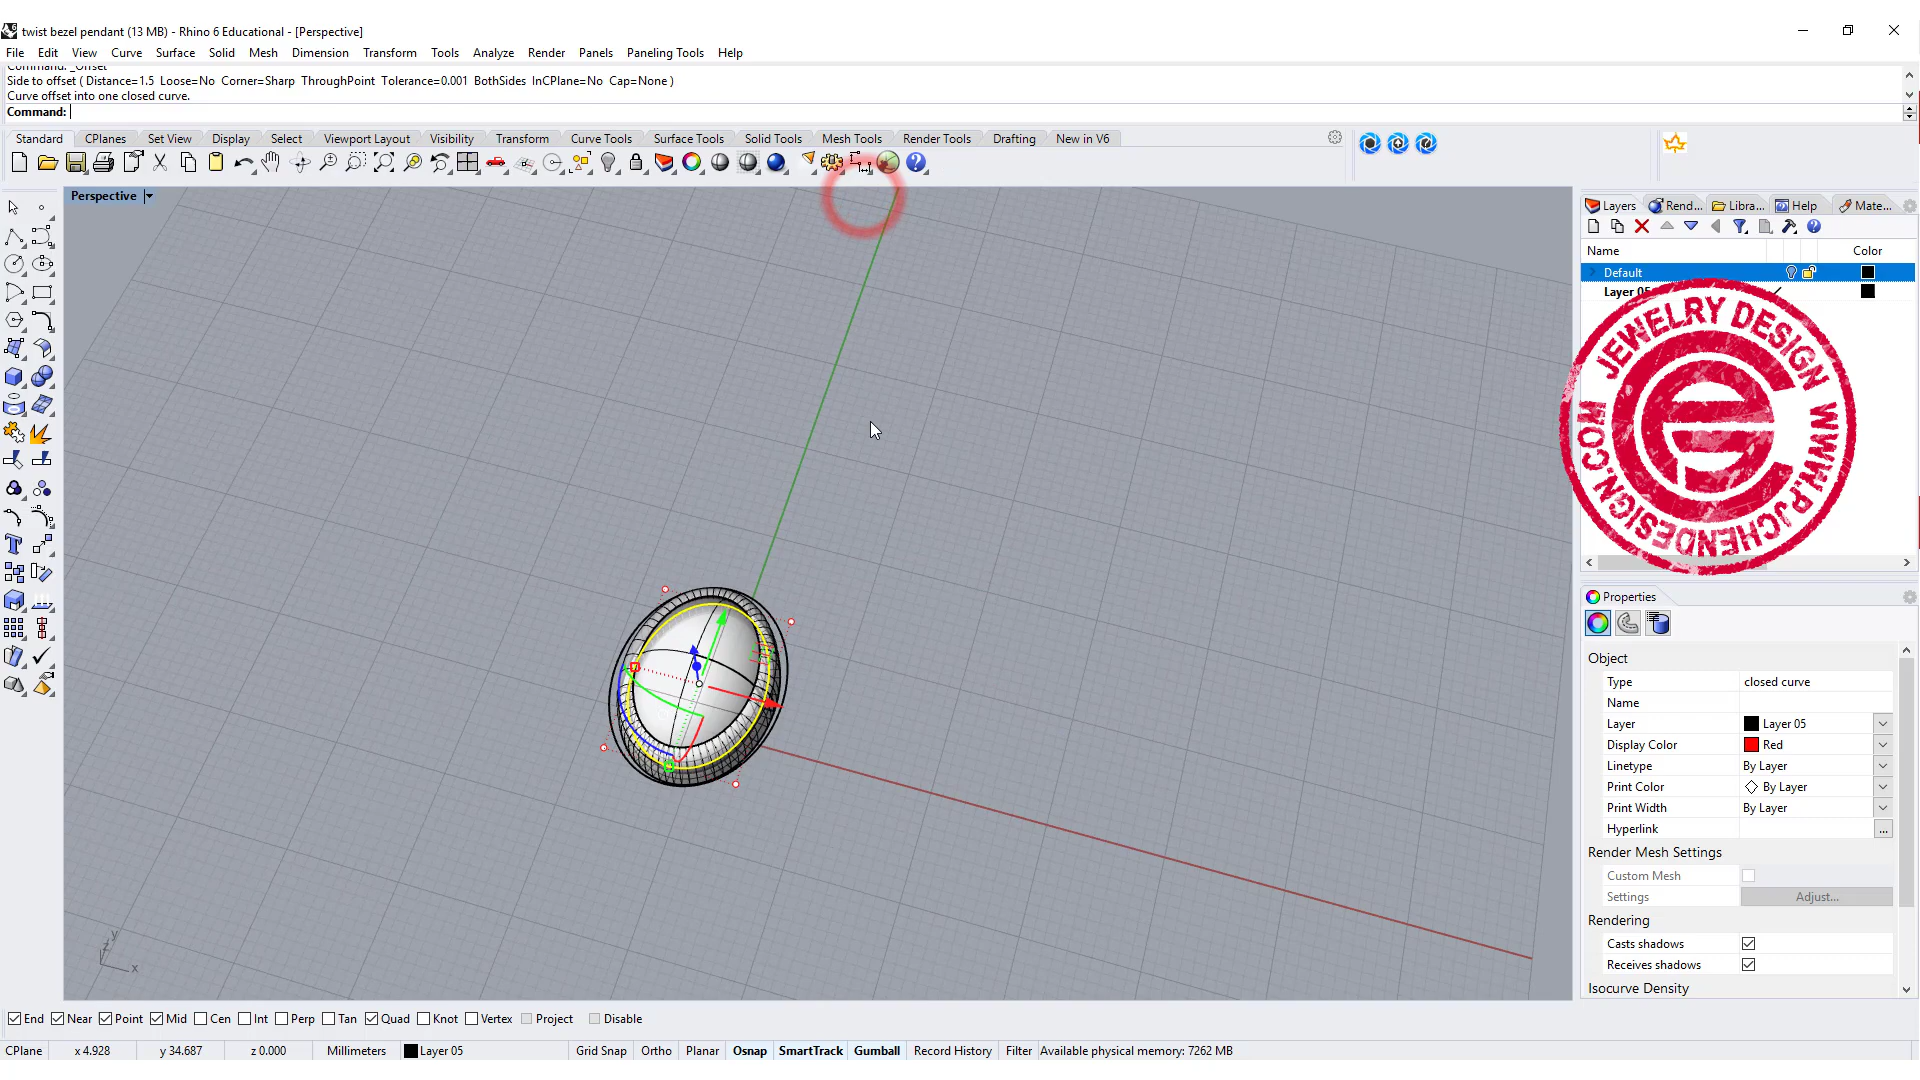 twist bezel pendant (13 MB) - Rhino 6 Educational - [Perspective]
File Edit View Curve Surface Solid Mesh Dimension Transform Tools Analyze Render Panels Paneling Tools Help
Command: _Offset
Side to offset ( Distance=1.5 Loose=No Corner=Sharp ThroughPoint Tolerance=0.001 BothSides InCPlane=No Cap=None )
Curve offset into one closed curve.
Command:
Standard CPlanes Set View Display Select Viewport Layout Visibility Transform Curve Tools Surface Tools Solid Tools Mesh Tools Render Tools Drafting New in V6
Perspective
Layers Rend... Libra... Help Mate...
Name Color
Default
Layer 05
JEWELRY DESIGN WWW.PJCHENDESIGN.COM
Properties
Object
Type closed curve
Name
Layer Layer 05
Display Color Red
Linetype By Layer
Print Color By Layer
Print Width By Layer
Hyperlink ...
Render Mesh Settings
Custom Mesh
Settings Adjust...
Rendering
Casts shadows
Receives shadows
Isocurve Density
z y x
End Near Point Mid Cen Int Perp Tan Quad Knot Vertex Project Disable
CPlane x 4.928 y 34.687 z 0.000 Millimeters Layer 05 Grid Snap Ortho Planar Osnap SmartTrack Gumball Record History Filter Available physical memory: 7262 MB